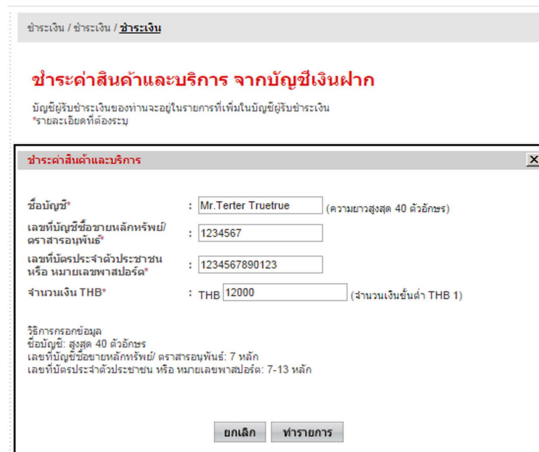 ชำระเงิน / ชำระเงิน / ชำระเงิน
ชำระค่าสินค้าและบริการ จากบัญชีเงินฝาก
บัญชีผู้รับชำระเงินของท่านจะอยู่ในรายการที่เพิ่มในบัญชีผู้รับชำระเงิน
*รายละเอียดที่ต้องระบุ
ชำระค่าสินค้าและบริการ X
ชื่อบัญชี* : Mr.Terter Truetrue (ความยาวสูงสุด 40 ตัวอักษร)
เลขที่บัญชีซื้อขายหลักทรัพย์/
ตราสารอนุพันธ์* : 1234567
เลขที่บัตรประจำตัวประชาชน
หรือ หมายเลขพาสปอร์ต* : 1234567890123
จำนวนเงิน THB* : THB 12000 (จำนวนเงินขั้นต่ำ THB 1)
วิธีการกรอกข้อมูล
ชื่อบัญชี: สูงสุด 40 ตัวอักษร
เลขที่บัญชีซื้อขายหลักทรัพย์/ ตราสารอนุพันธ์: 7 หลัก
เลขที่บัตรประจำตัวประชาชน หรือ หมายเลขพาสปอร์ต: 7-13 หลัก
ยกเลิก ทำรายการ